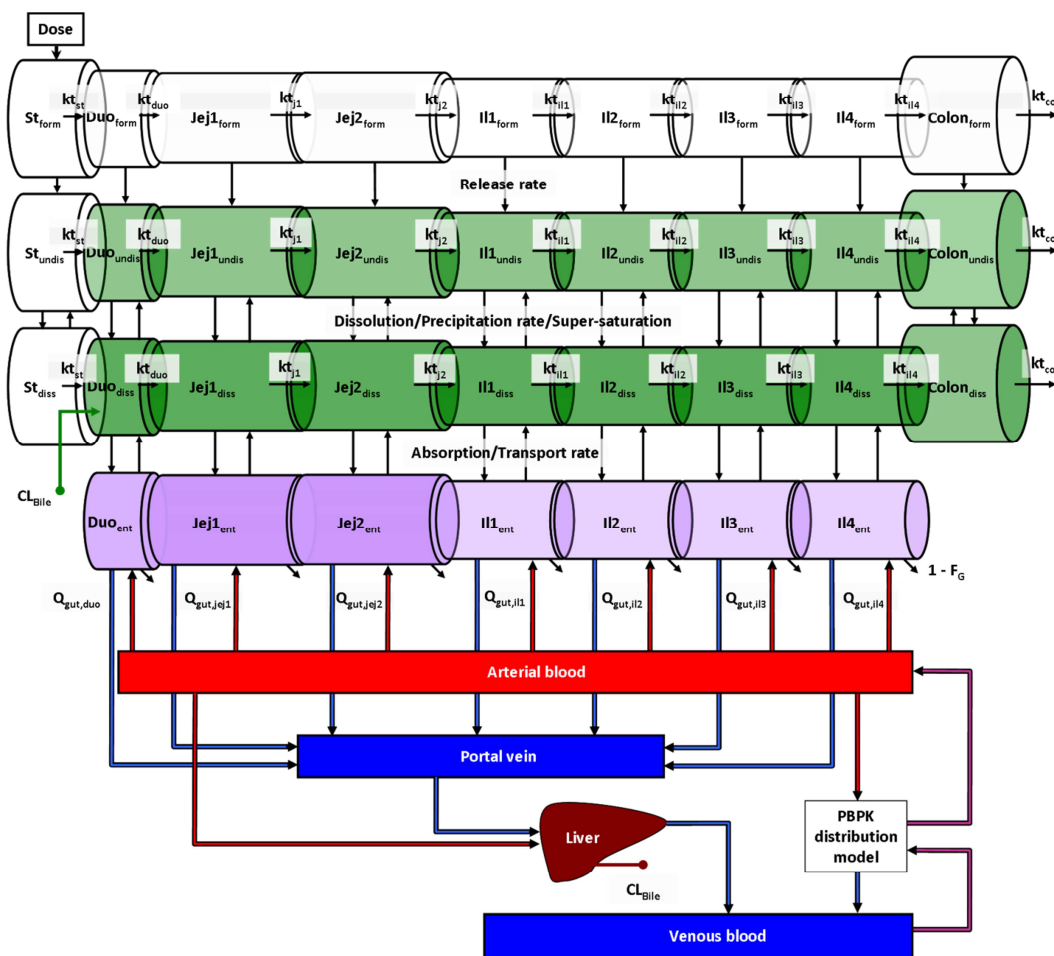 Dose
kt_st kt_duo kt_j1 kt_j2 kt_il1 kt_il2 kt_il3 kt_il4 kt_co
St_form Duo_form Jej1_form Jej2_form Il1_form Il2_form Il3_form Il4_form Colon_form
Release rate
kt_st kt_duo kt_j1 kt_j2 kt_il1 kt_il2 kt_il3 kt_il4 kt_co
St_undis Duo_undis Jej1_undis Jej2_undis Il1_undis Il2_undis Il3_undis Il4_undis Colon_undis
Dissolution/Precipitation rate/Super-saturation
kt_st kt_duo kt_j1 kt_j2 kt_il1 kt_il2 kt_il3 kt_il4 kt_co
St_diss Duo_diss Jej1_diss Jej2_diss Il1_diss Il2_diss Il3_diss Il4_diss Colon_diss
Absorption/Transport rate
CL_Bile
Duo_ent Jej1_ent Jej2_ent Il1_ent Il2_ent Il3_ent Il4_ent
1 - F_G
Q_gut,duo Q_gut,jej1 Q_gut,jej2 Q_gut,il1 Q_gut,il2 Q_gut,il3 Q_gut,il4
Arterial blood
Portal vein
Liver
PBPK
distribution
model
CL_Bile
Venous blood